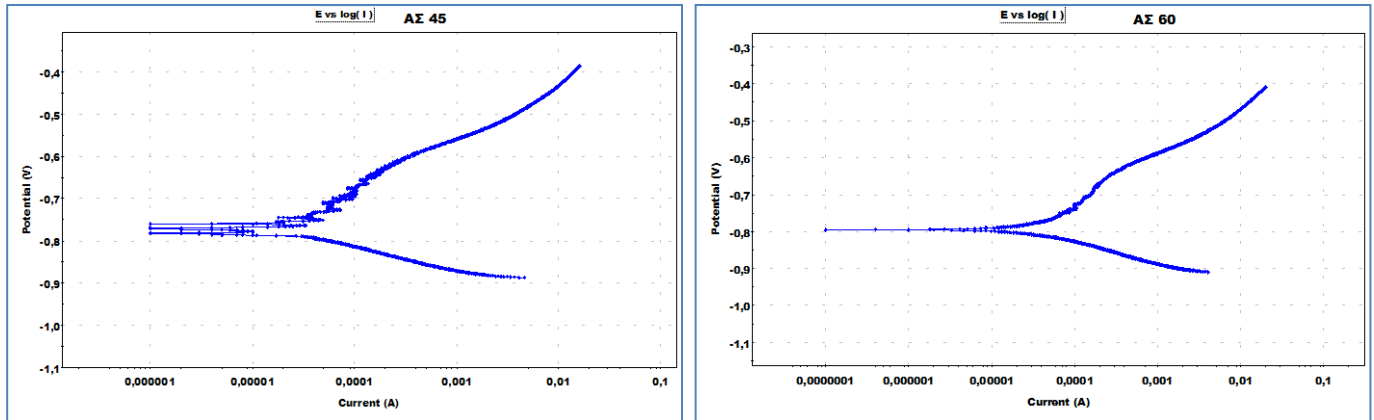 E vs log( I ) ΑΣ 45
-0,4
-0,5
-0,6
-0,7
-0,8
-0,9
-1,0
-1,1
Potential (V)
0,000001 0,00001 0,0001 0,001 0,01 0,1
Current (A)
E vs log( I ) ΑΣ 60
-0,3
-0,4
-0,5
-0,6
-0,7
-0,8
-0,9
-1,0
-1,1
Potential (V)
0,0000001 0,000001 0,00001 0,0001 0,001 0,01 0,1
Current (A)